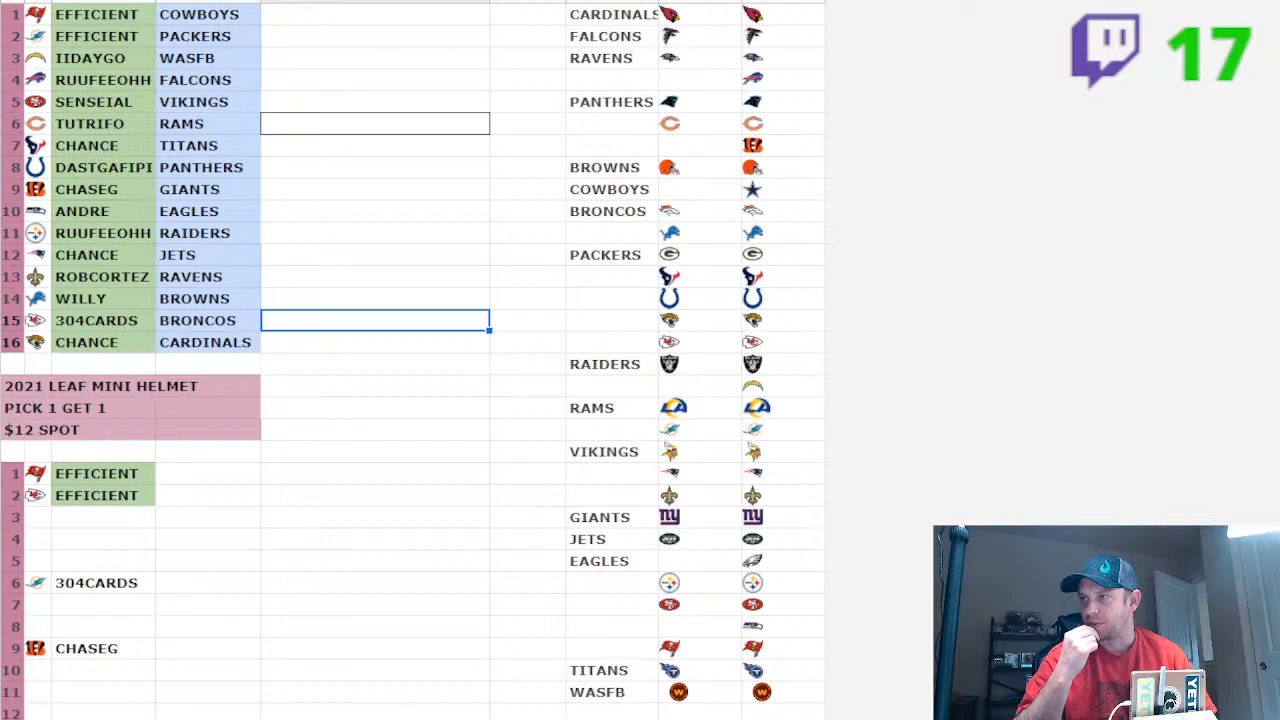 17
1 EFFICIENT COWBOYS CARDINALS
2 EFFICIENT PACKERS FALCONS
3 IIDAYGO WASFB RAVENS
4 RUUFEEOHH FALCONS
5 SENSEIAL VIKINGS PANTHERS
6 TUTRIFO RAMS
7 CHANCE TITANS
8 DASTGAFIPI PANTHERS BROWNS
9 CHASEG GIANTS COWBOYS
10 ANDRE EAGLES BRONCOS
11 RUUFEEOHH RAIDERS
12 CHANCE JETS PACKERS
13 ROBCORTEZ RAVENS
14 WILLY BROWNS
15 304CARDS BRONCOS
16 CHANCE CARDINALS
RAIDERS
2021 LEAF MINI HELMET
PICK 1 GET 1 RAMS
$12 SPOT
VIKINGS
1 EFFICIENT
2 EFFICIENT
3 GIANTS
4 JETS
5 EAGLES
6 304CARDS
7
8
9 CHASEG
10 TITANS
11 WASFB
12
YETI
YETI